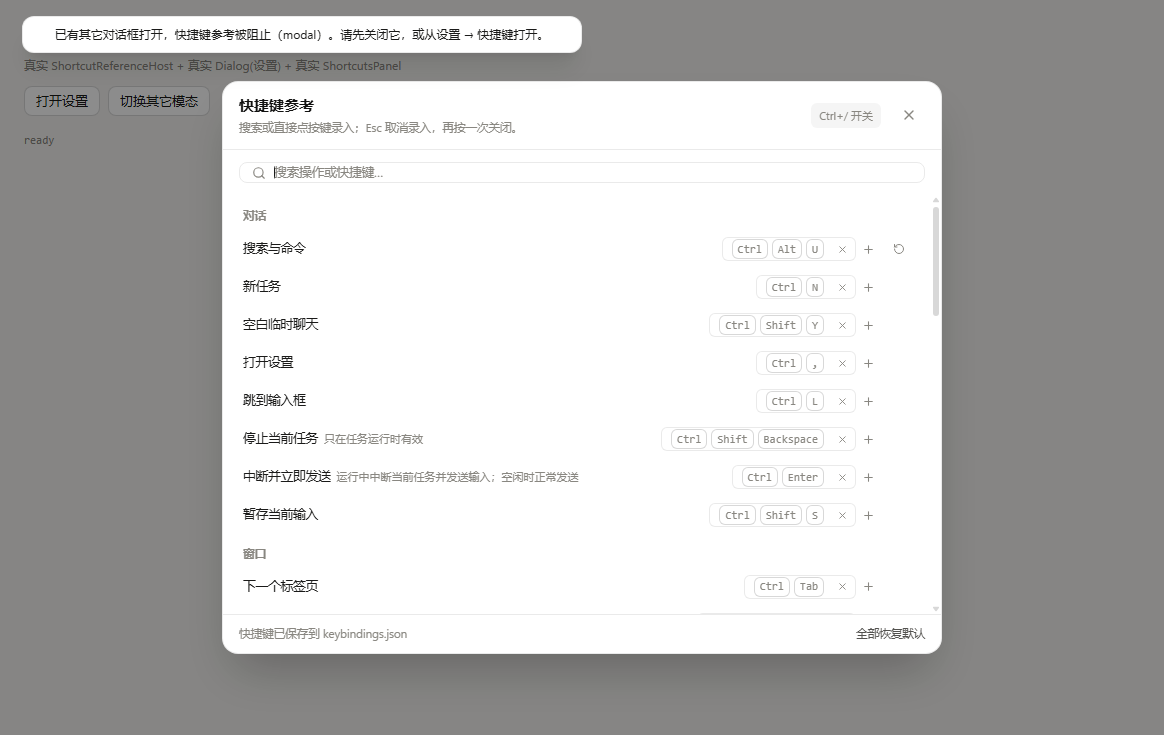 已有其它对话框打开，快捷键参考被阻止（modal）。请先关闭它，或从设置 → 快捷键打开。
真实 ShortcutReferenceHost + 真实 Dialog(设置) + 真实 ShortcutsPanel
打开设置 切换其它模态
ready
快捷键参考
搜索或直接点按键录入；Esc 取消录入，再按一次关闭。
Ctrl+/ 开关
搜索操作或快捷键...
对话
搜索与命令 Ctrl Alt U × +
新任务 Ctrl N × +
空白临时聊天 Ctrl Shift Y × +
打开设置 Ctrl , × +
跳到输入框 Ctrl L × +
停止当前任务 只在任务运行时有效 Ctrl Shift Backspace × +
中断并立即发送 运行中中断当前任务并发送输入；空闲时正常发送 Ctrl Enter × +
暂存当前输入 Ctrl Shift S × +
窗口
下一个标签页 Ctrl Tab × +
快捷键已保存到 keybindings.json 全部恢复默认